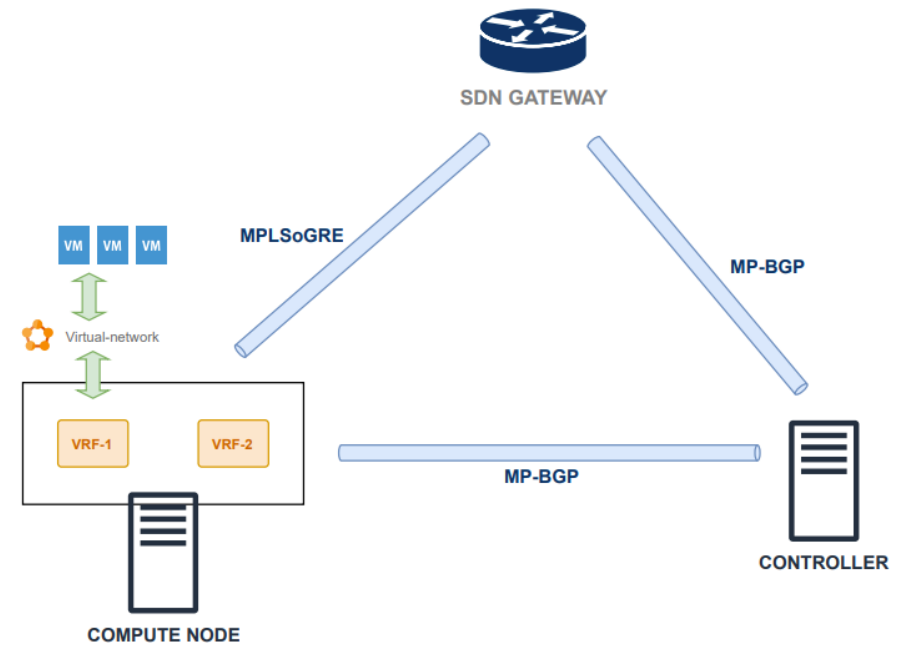 SDN GATEWAY
MPLSoGRE
MP-BGP
VM VM VM
Virtual-network
VRF-1 VRF-2
MP-BGP
CONTROLLER
COMPUTE NODE